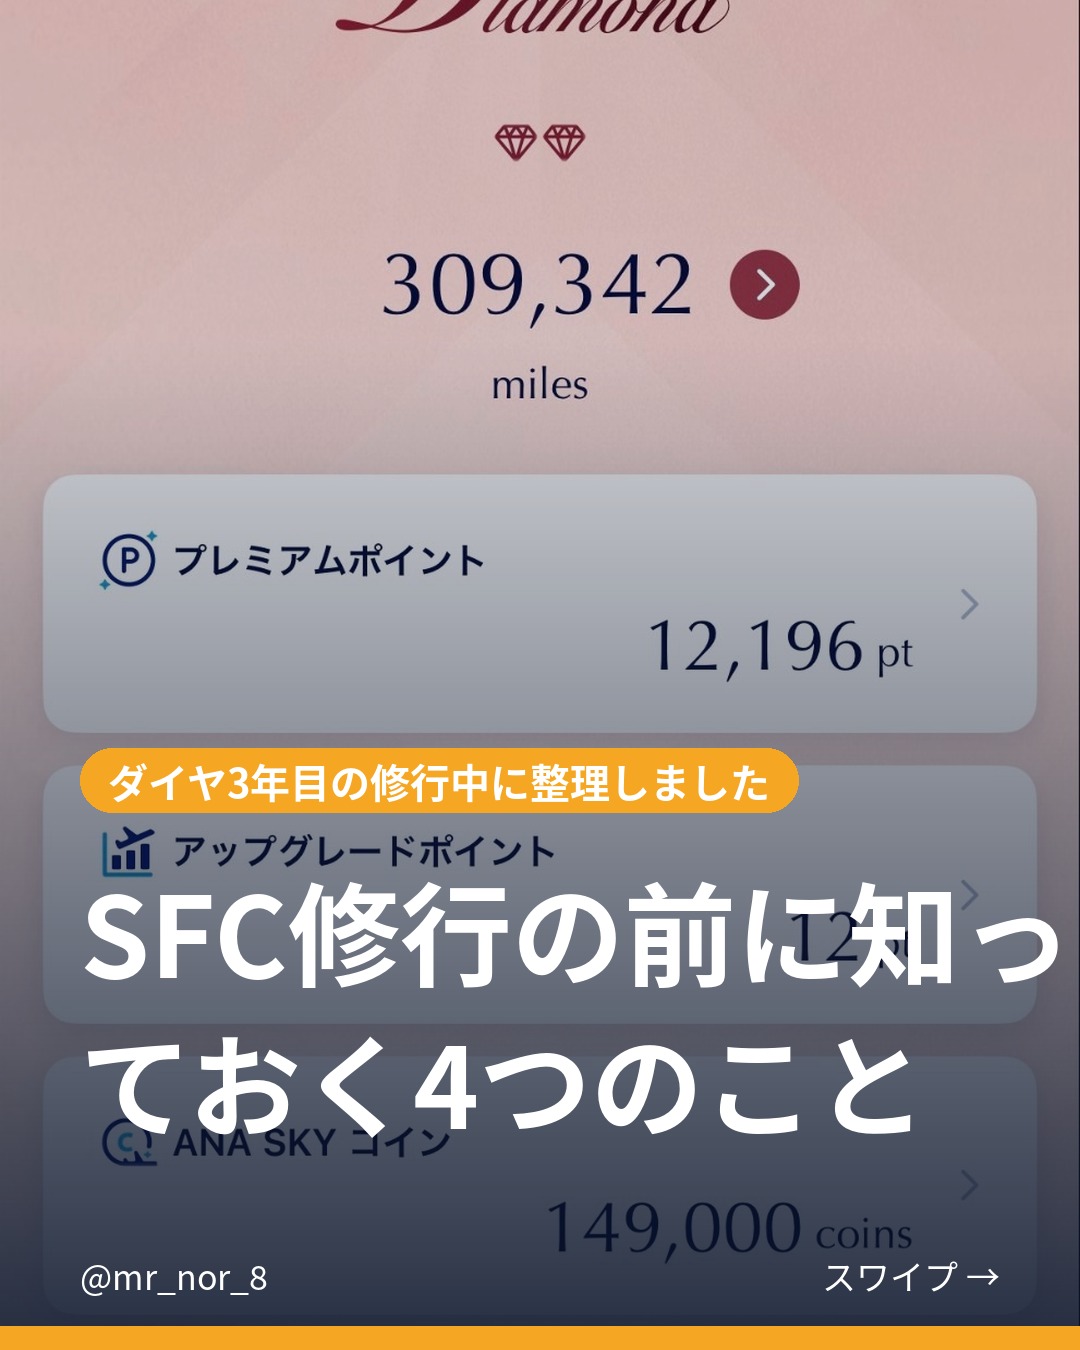 Diamond
309,342
miles
プレミアムポイント
12,196 pt
ダイヤ3年目の修行中に整理しました
アップグレードポイント
12 pt
SFC修行の前に知っ
ておく4つのこと
ANA SKY コイン
149,000 coins
@mr_nor_8
スワイプ →